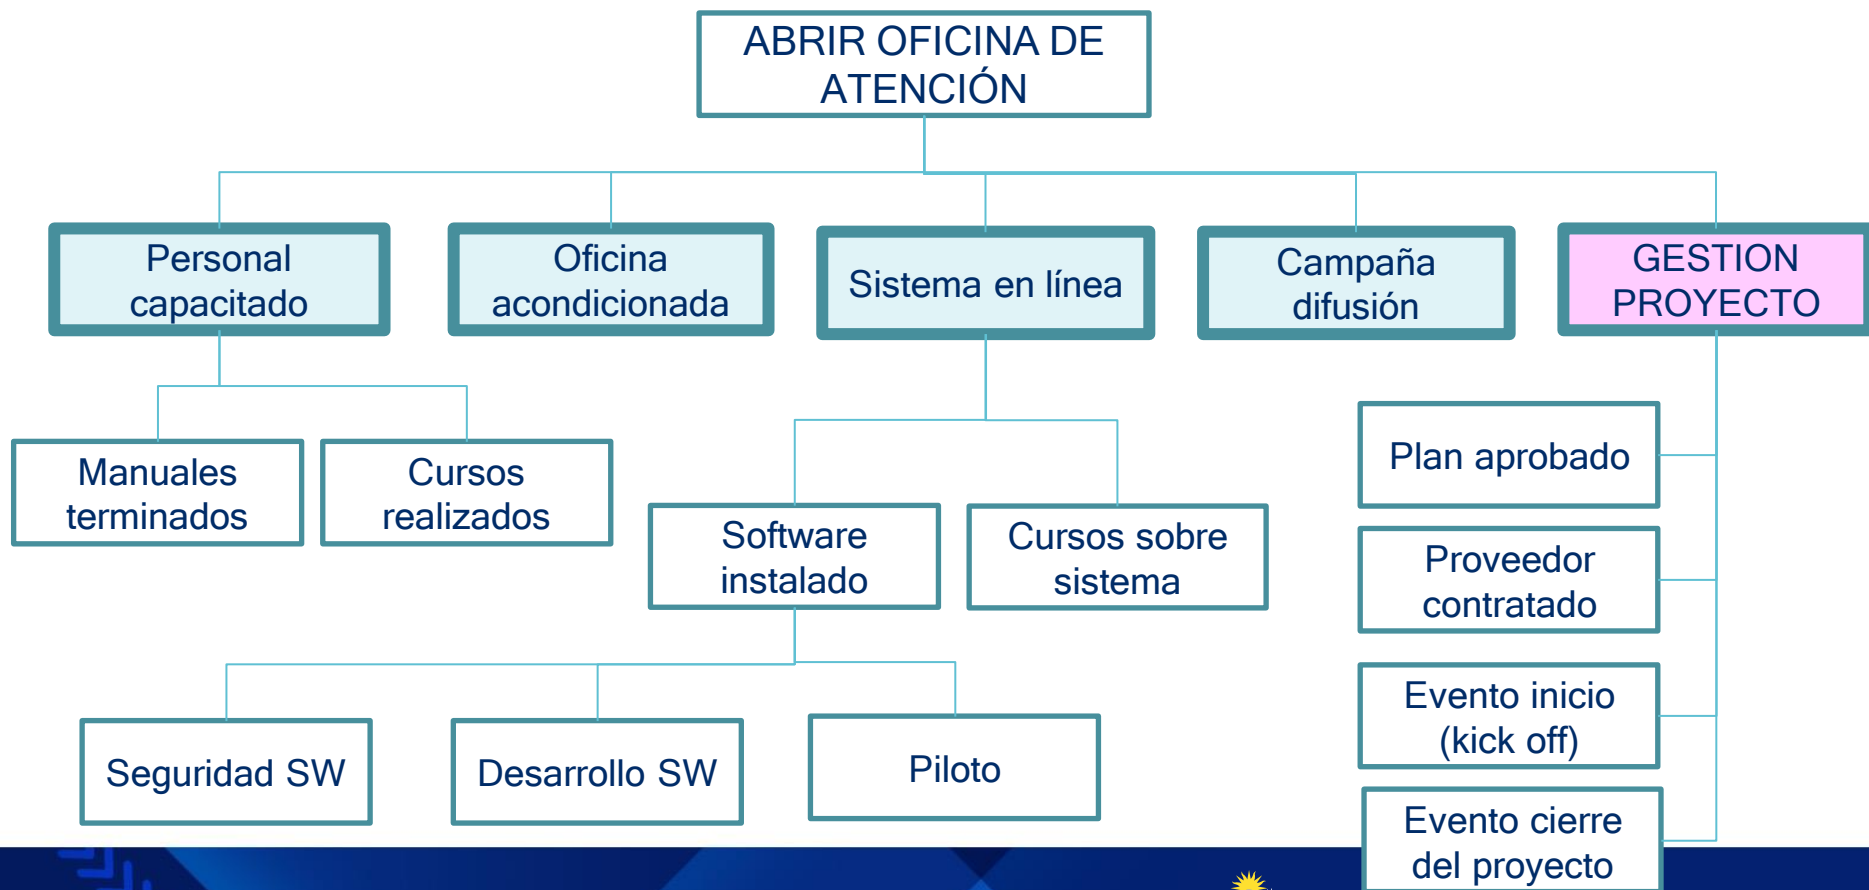 ABRIR OFICINA DE
ATENCIÓN
Personal
capacitado
Oficina
acondicionada
Sistema en línea
Campaña
difusión
GESTION
PROYECTO
Manuales
terminados
Cursos
realizados
Software
instalado
Cursos sobre
sistema
Plan aprobado
Proveedor
contratado
Evento inicio
(kick off)
Evento cierre
del proyecto
Seguridad SW
Desarrollo SW
Piloto